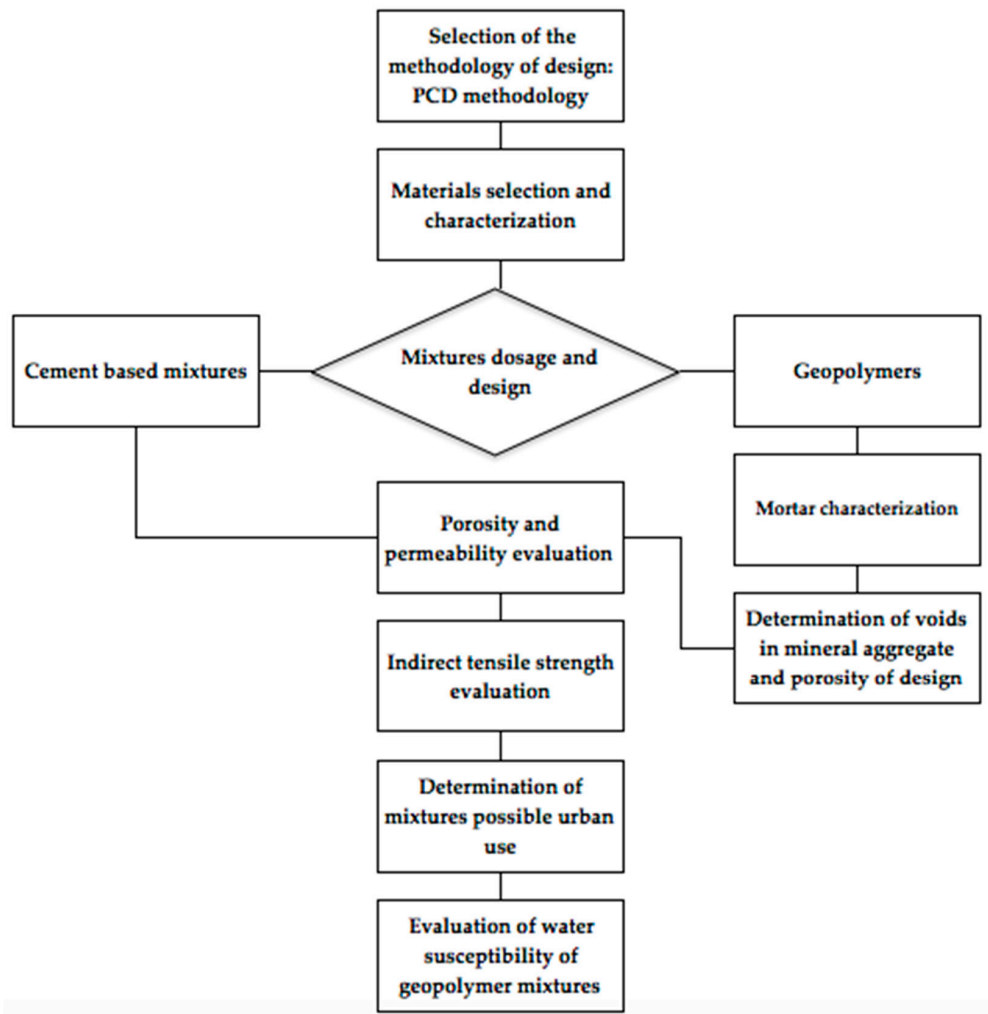 Selection of the
methodology of design:
PCD methodology
Materials selection and
characterization
Mixtures dosage and
design
Cement based mixtures
Geopolymers
Mortar characterization
Determination of voids
in mineral aggregate
and porosity of design
Porosity and
permeability evaluation
Indirect tensile strength
evaluation
Determination of
mixtures possible urban
use
Evaluation of water
susceptibility of
geopolymer mixtures